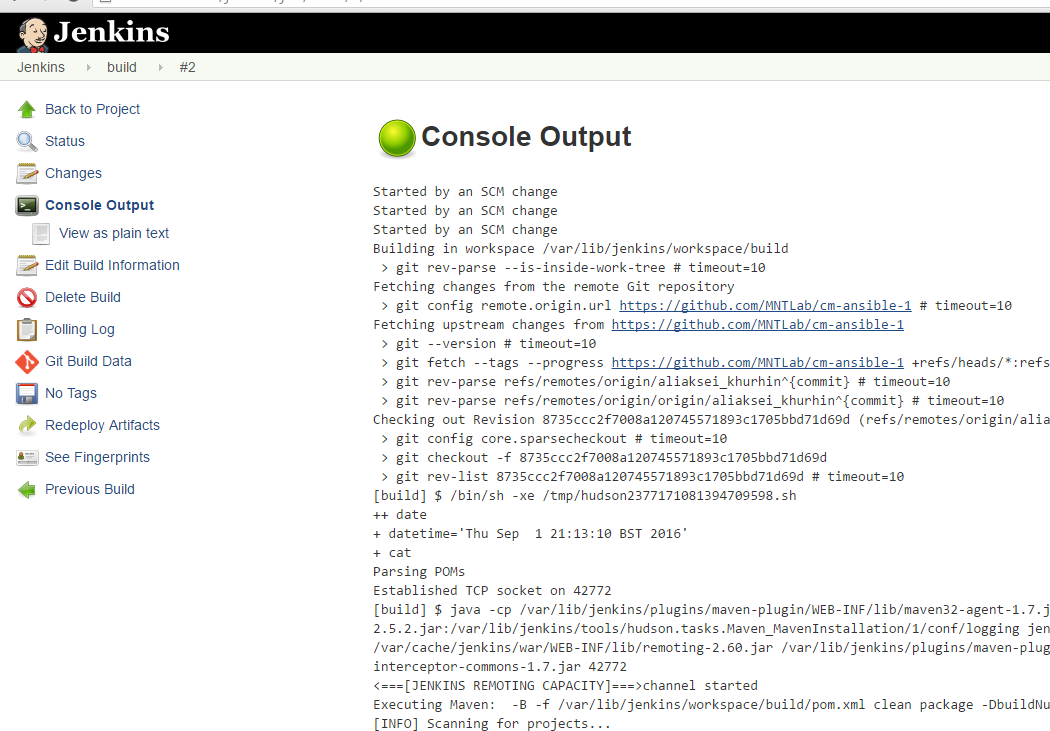 Jenkins
Jenkins build #2
Back to Project
Status
Changes
Console Output
View as plain text
Edit Build Information
Delete Build
Polling Log
Git Build Data
No Tags
Redeploy Artifacts
See Fingerprints
Previous Build
Console Output
Started by an SCM change
Started by an SCM change
Started by an SCM change
Building in workspace /var/lib/jenkins/workspace/build
> git rev-parse --is-inside-work-tree # timeout=10
Fetching changes from the remote Git repository
> git config remote.origin.url https://github.com/MNTLab/cm-ansible-1 # timeout=10
Fetching upstream changes from https://github.com/MNTLab/cm-ansible-1
> git --version # timeout=10
> git fetch --tags --progress https://github.com/MNTLab/cm-ansible-1 +refs/heads/*:refs
> git rev-parse refs/remotes/origin/aliaksei_khurhin^{commit} # timeout=10
> git rev-parse refs/remotes/origin/origin/aliaksei_khurhin^{commit} # timeout=10
Checking out Revision 8735ccc2f7008a120745571893c1705bbd71d69d (refs/remotes/origin/alia
> git config core.sparsecheckout # timeout=10
> git checkout -f 8735ccc2f7008a120745571893c1705bbd71d69d
> git rev-list 8735ccc2f7008a120745571893c1705bbd71d69d # timeout=10
[build] $ /bin/sh -xe /tmp/hudson2377171081394709598.sh
++ date
+ datetime='Thu Sep  1 21:13:10 BST 2016'
+ cat
Parsing POMs
Established TCP socket on 42772
[build] $ java -cp /var/lib/jenkins/plugins/maven-plugin/WEB-INF/lib/maven32-agent-1.7.j
2.5.2.jar:/var/lib/jenkins/tools/hudson.tasks.Maven_MavenInstallation/1/conf/logging jen
/var/cache/jenkins/war/WEB-INF/lib/remoting-2.60.jar /var/lib/jenkins/plugins/maven-plug
interceptor-commons-1.7.jar 42772
<===[JENKINS REMOTING CAPACITY]===>channel started
Executing Maven:  -B -f /var/lib/jenkins/workspace/build/pom.xml clean package -DbuildNu
[INFO] Scanning for projects...